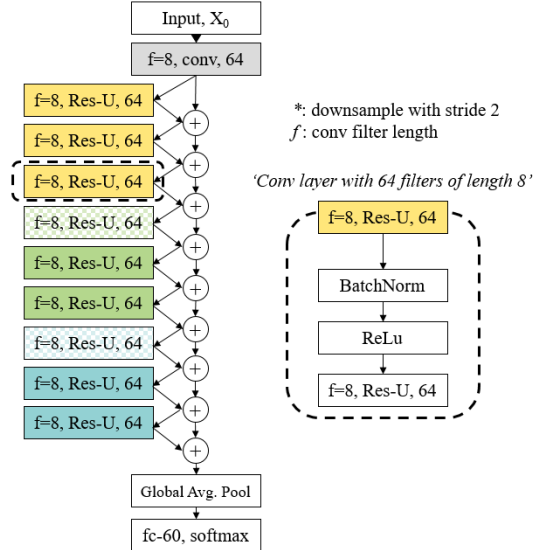 Input, X0
f=8, conv, 64
f=8, Res-U, 64
+
f=8, Res-U, 64
+
f=8, Res-U, 64
+
f=8, Res-U, 64
+
f=8, Res-U, 64
+
f=8, Res-U, 64
+
f=8, Res-U, 64
+
f=8, Res-U, 64
+
f=8, Res-U, 64
+
Global Avg. Pool
fc-60, softmax
*: downsample with stride 2
f : conv filter length
‘Conv layer with 64 filters of length 8’
f=8, Res-U, 64
BatchNorm
ReLu
f=8, Res-U, 64